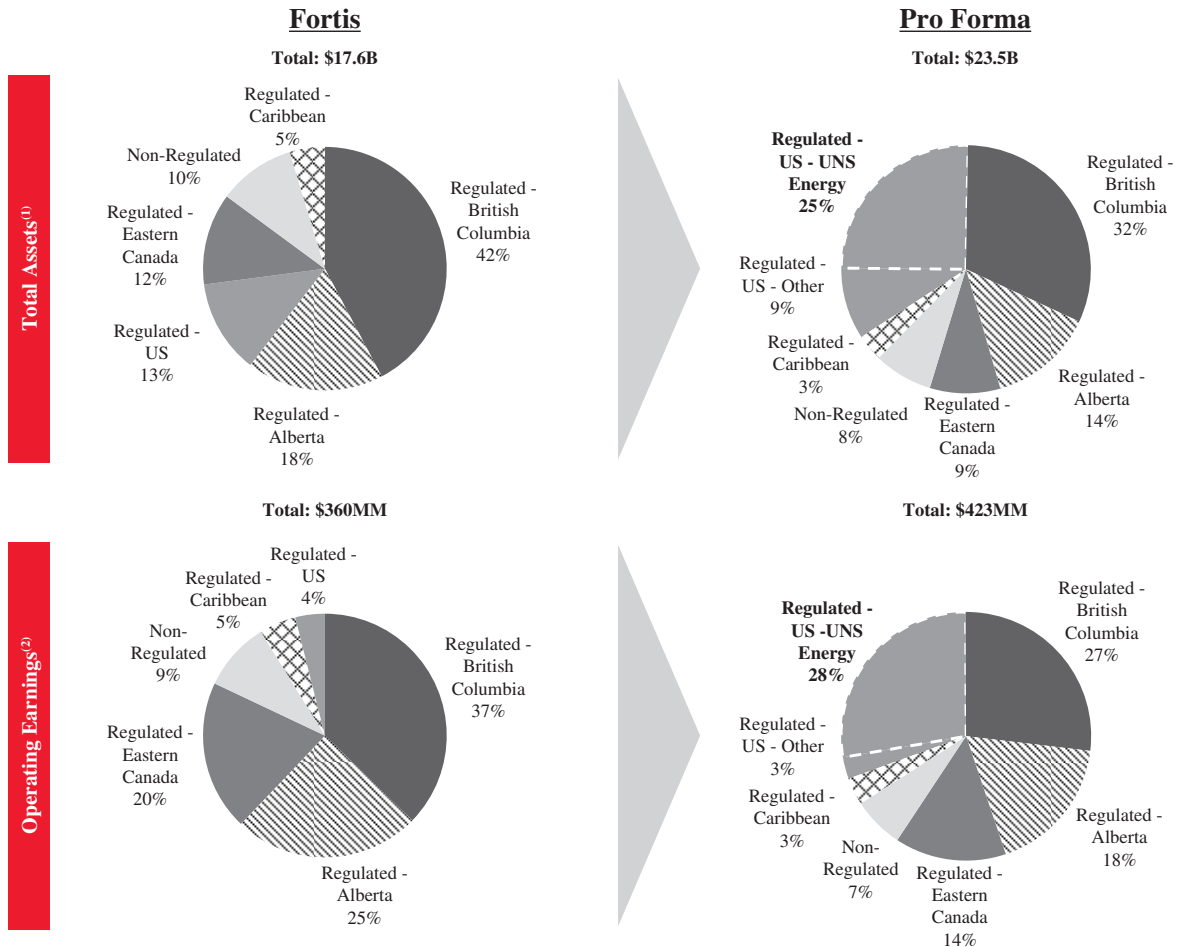 Fortis
Pro Forma
Total: $17.6B
Total: $23.5B
Total Assets(1)
Regulated -
Caribbean
5%
Non-Regulated
10%
Regulated -
Eastern
Canada
12%
Regulated -
US
13%
Regulated -
Alberta
18%
Regulated -
British
Columbia
42%
Regulated -
US - UNS
Energy
25%
Regulated -
US - Other
9%
Regulated -
Caribbean
3%
Non-Regulated
8%
Regulated -
Eastern
Canada
9%
Regulated -
Alberta
14%
Regulated -
British
Columbia
32%
Total: $360MM
Total: $423MM
Operating Earnings(2)
Regulated -
US
4%
Regulated -
Caribbean
5%
Non-
Regulated
9%
Regulated -
Eastern
Canada
20%
Regulated -
Alberta
25%
Regulated -
British
Columbia
37%
Regulated -
US -UNS
Energy
28%
Regulated -
US - Other
3%
Regulated -
Caribbean
3%
Non-
Regulated
7%
Regulated -
Eastern
Canada
14%
Regulated -
Alberta
18%
Regulated -
British
Columbia
27%